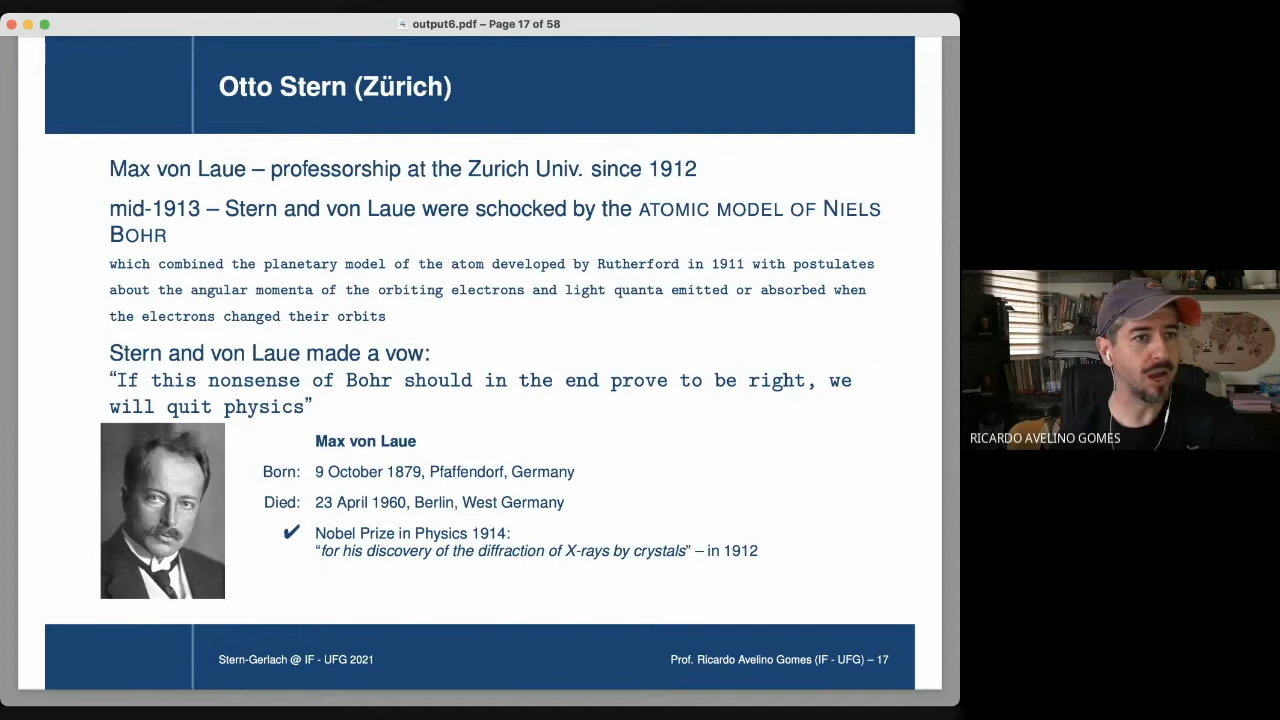 output6.pdf – Page 17 of 58
Otto Stern (Zürich)
Max von Laue – professorship at the Zurich Univ. since 1912
mid-1913 – Stern and von Laue were schocked by the ATOMIC MODEL OF NIELS
BOHR
which combined the planetary model of the atom developed by Rutherford in 1911 with postulates
about the angular momenta of the orbiting electrons and light quanta emitted or absorbed when
the electrons changed their orbits
Stern and von Laue made a vow:
“If this nonsense of Bohr should in the end prove to be right, we
will quit physics”
Max von Laue
Born: 9 October 1879, Pfaffendorf, Germany
Died: 23 April 1960, Berlin, West Germany
✔ Nobel Prize in Physics 1914:
“for his discovery of the diffraction of X-rays by crystals” – in 1912
RICARDO AVELINO GOMES
Stern-Gerlach @ IF - UFG 2021
Prof. Ricardo Avelino Gomes (IF - UFG) – 17